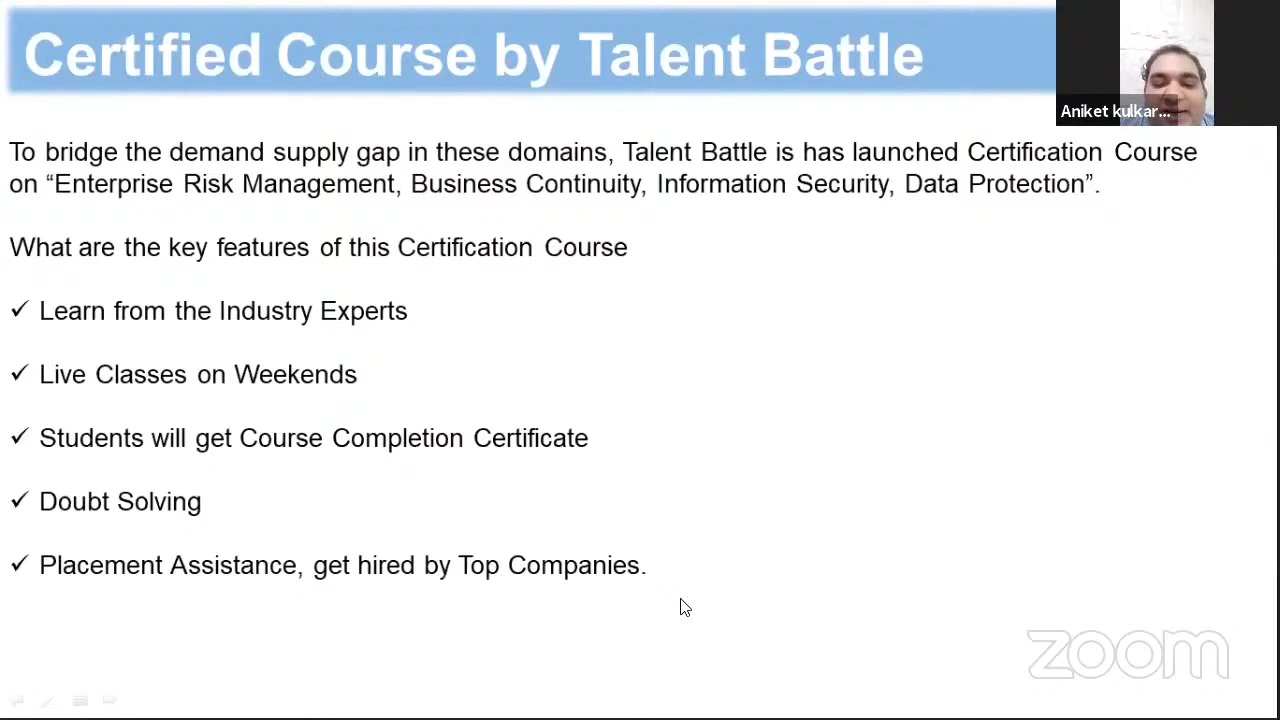 Certified Course by Talent Battle
Aniket kulkar...
To bridge the demand supply gap in these domains, Talent Battle is has launched Certification Course
on “Enterprise Risk Management, Business Continuity, Information Security, Data Protection”.
What are the key features of this Certification Course
✓ Learn from the Industry Experts
✓ Live Classes on Weekends
✓ Students will get Course Completion Certificate
✓ Doubt Solving
✓ Placement Assistance, get hired by Top Companies.
zoom